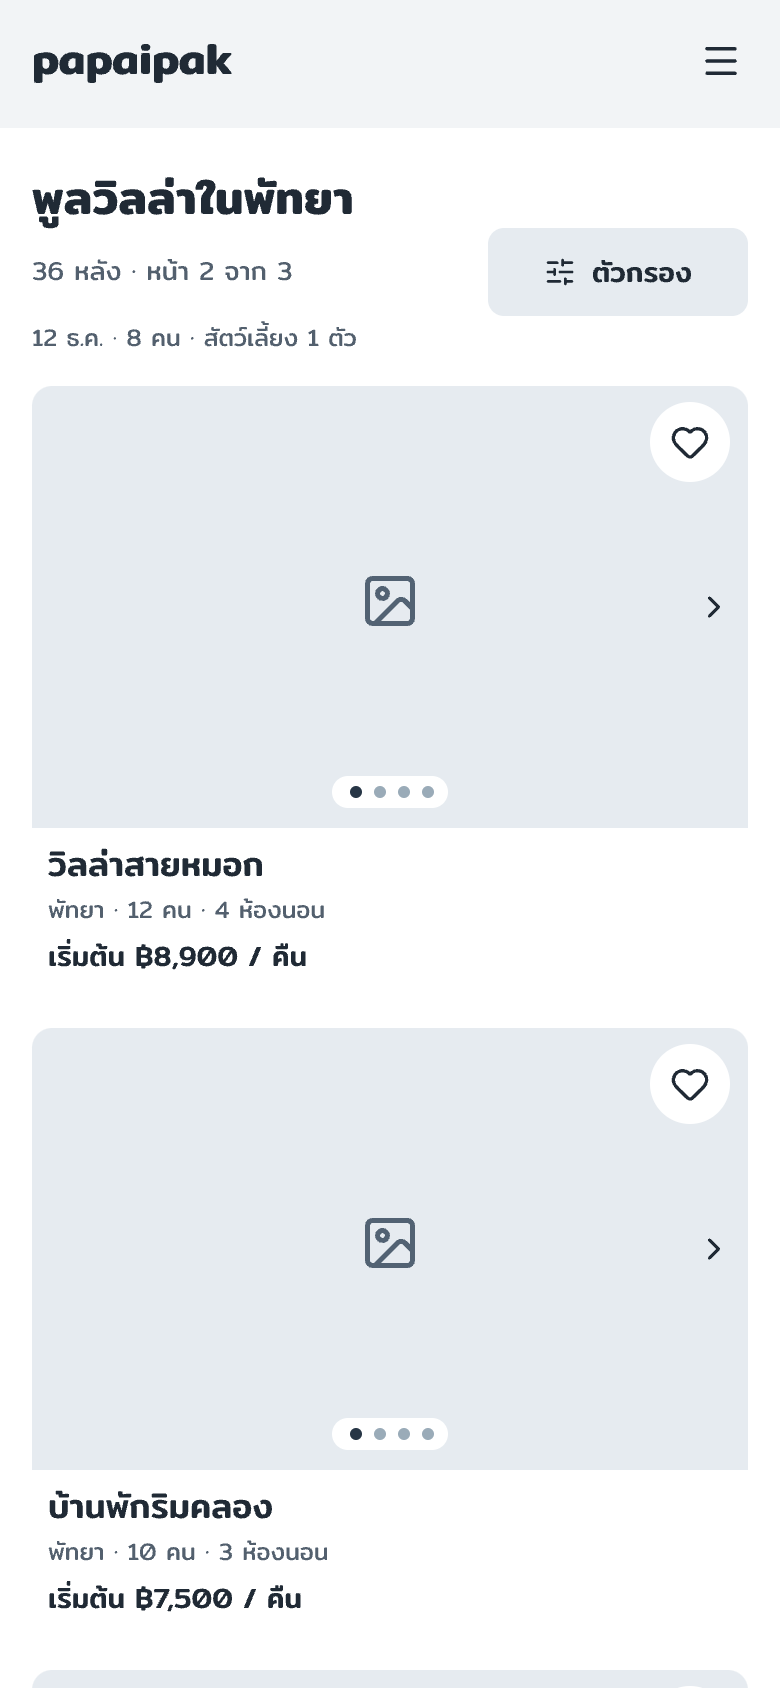 papaipak
พูลวิลล่าในพัทยา
36 หลัง · หน้า 2 จาก 3
ตัวกรอง
12 ธ.ค. · 8 คน · สัตว์เลี้ยง 1 ตัว
วิลล่าสายหมอก
พัทยา · 12 คน · 4 ห้องนอน
เริ่มต้น ฿8,900 / คืน
บ้านพักริมคลอง
พัทยา · 10 คน · 3 ห้องนอน
เริ่มต้น ฿7,500 / คืน